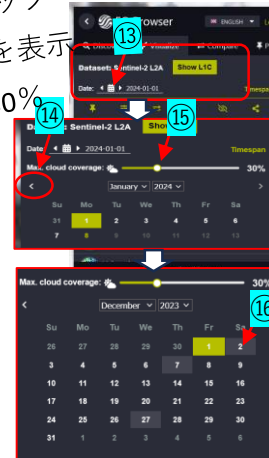 ップ
を表示
0%
⑬
Browser
ENGLISH
Visualize
Compare
Dataset: Sentinel-2 L2A
Show L1C
Date:
2024-01-01
Timespan
⑭
⑮
Sentinel-2 L2A
Date:
2024-01-01
Timespan
Max. cloud coverage:
30%
January
2024
Su Mo Tu We Th Fr Sa
31 1 2 3 4 5 6
7 8 9 10 11 12 13
Max. cloud coverage:
30%
December
2023
⑯
Su Mo Tu We Th Fr Sa
26 27 28 29 30 1 2
3 4 5 6 7 8 9
10 11 12 13 14 15 16
17 18 19 20 21 22 23
24 25 26 27 28 29 30
31 1 2 3 4 5 6